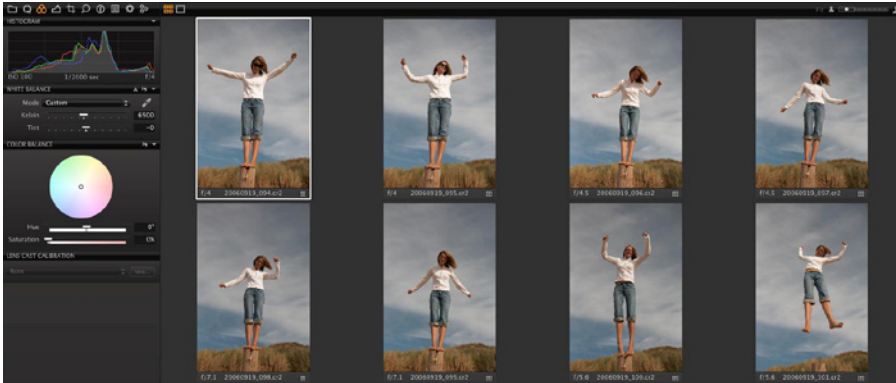 HISTOGRAM
ISO 100 1/1600 sec f/4
WHITE BALANCE
Mode Custom
Kelvin 6500
Tint -0
COLOR BALANCE
Hue 0°
Saturation 0%
LENS CAST CALIBRATION
None
f/4 20060919_094.cr2
f/4 20060919_095.cr2
f/4.5 20060919_096.cr2
f/4.5 20060919_097.cr2
f/7.1 20060919_098.cr2
f/7.1 20060919_099.cr2
f/5.6 20060919_100.cr2
f/5.6 20060919_101.cr2